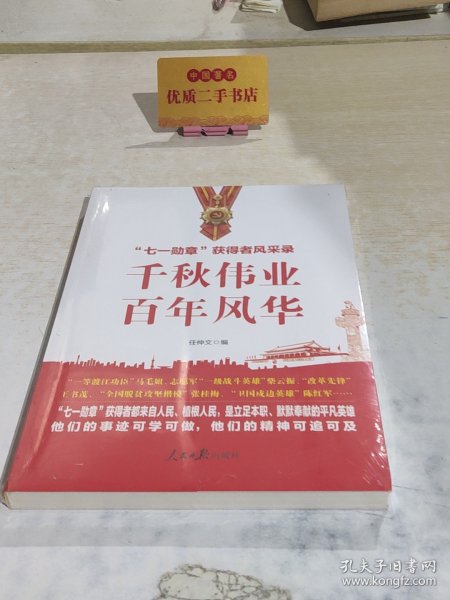 中国著名
优质二手书店
“七一勋章”获得者风采录
千秋伟业
百年风华
任仲文 编
“一等渡江功臣”马毛姐、志愿军“一级战斗英雄”柴云振、“改革先锋”
王书茂、“全国脱贫攻坚楷模”张桂梅、“卫国戍边英雄”陈红军……
“七一勋章”获得者都来自人民、植根人民，是立足本职、默默奉献的平凡英雄
他们的事迹可学可做，他们的精神可追可及
人民日报出版社
孔夫子旧书网
www.kongfz.com